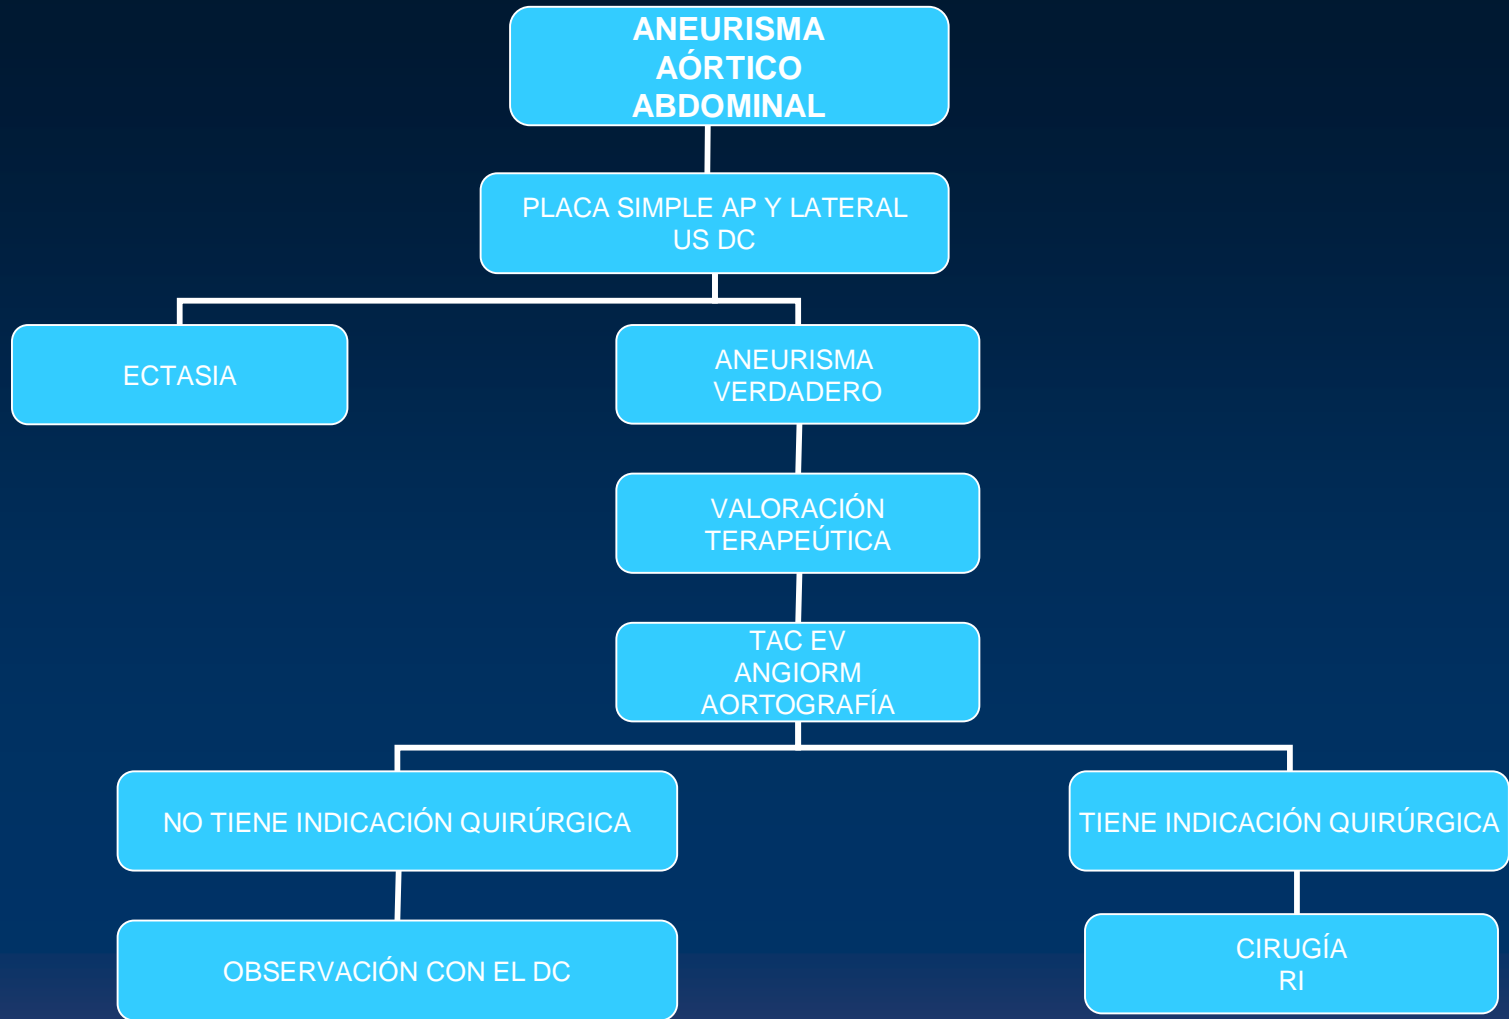 ANEURISMA
AÓRTICO
ABDOMINAL
PLACA SIMPLE AP Y LATERAL
US DC
ECTASIA
ANEURISMA
VERDADERO
VALORACIÓN
TERAPEÚTICA
TAC EV
ANGIORM
AORTOGRAFÍA
NO TIENE INDICACIÓN QUIRÚRGICA
TIENE INDICACIÓN QUIRÚRGICA
OBSERVACIÓN CON EL DC
CIRUGÍA
RI